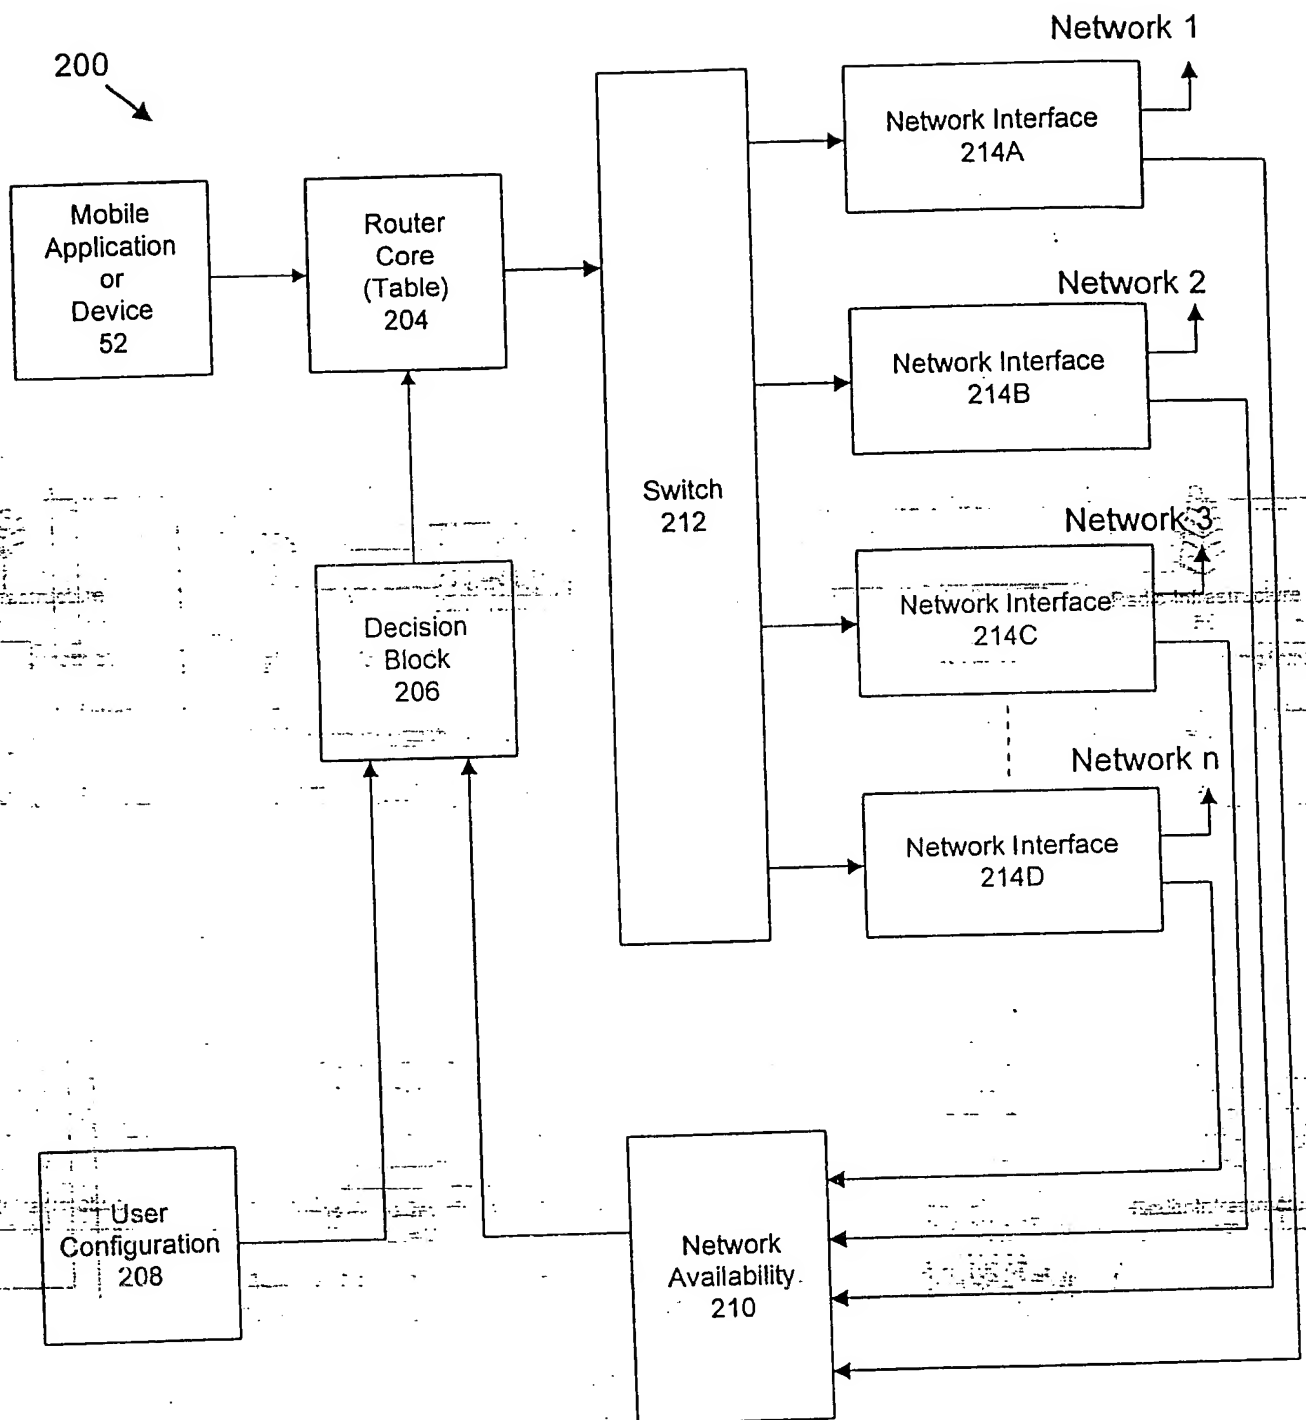 Network 1
200
Network Interface
214A
Mobile
Application
or
Device
52
Router
Core
(Table)
204
Network 2
Network Interface
214B
Switch
212
Network 3
Network Interface
214C
Decision
Block
206
Network n
Network Interface
214D
User
Configuration
208
Network
Availability
210